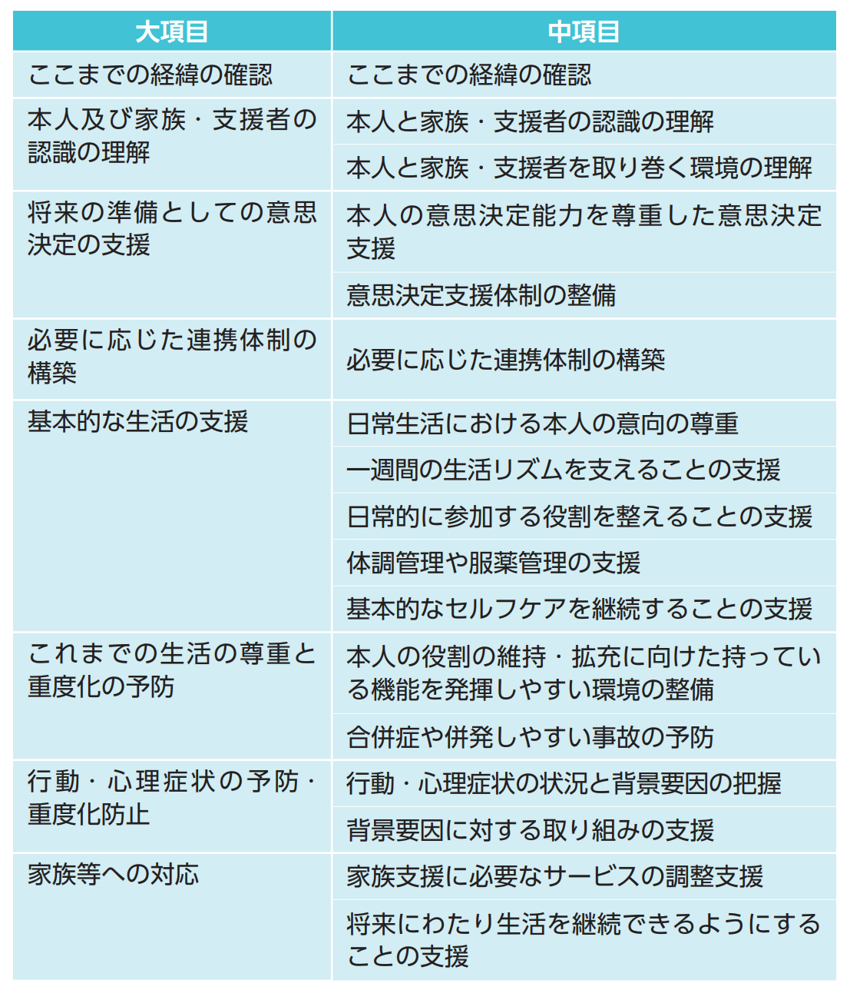 大項目
中項目
ここまでの経緯の確認
ここまでの経緯の確認
本人及び家族・支援者の
認識の理解
本人と家族・支援者の認識の理解
本人と家族・支援者を取り巻く環境の理解
将来の準備としての意思
決定の支援
本人の意思決定能力を尊重した意思決定
支援
意思決定支援体制の整備
必要に応じた連携体制の
構築
必要に応じた連携体制の構築
基本的な生活の支援
日常生活における本人の意向の尊重
一週間の生活リズムを支えることの支援
日常的に参加する役割を整えることの支援
体調管理や服薬管理の支援
基本的なセルフケアを継続することの支援
これまでの生活の尊重と
重度化の予防
本人の役割の維持・拡充に向けた持ってい
る機能を発揮しやすい環境の整備
合併症や併発しやすい事故の予防
行動・心理症状の予防・
重度化防止
行動・心理症状の状況と背景要因の把握
背景要因に対する取り組みの支援
家族等への対応
家族支援に必要なサービスの調整支援
将来にわたり生活を継続できるようにする
ことの支援